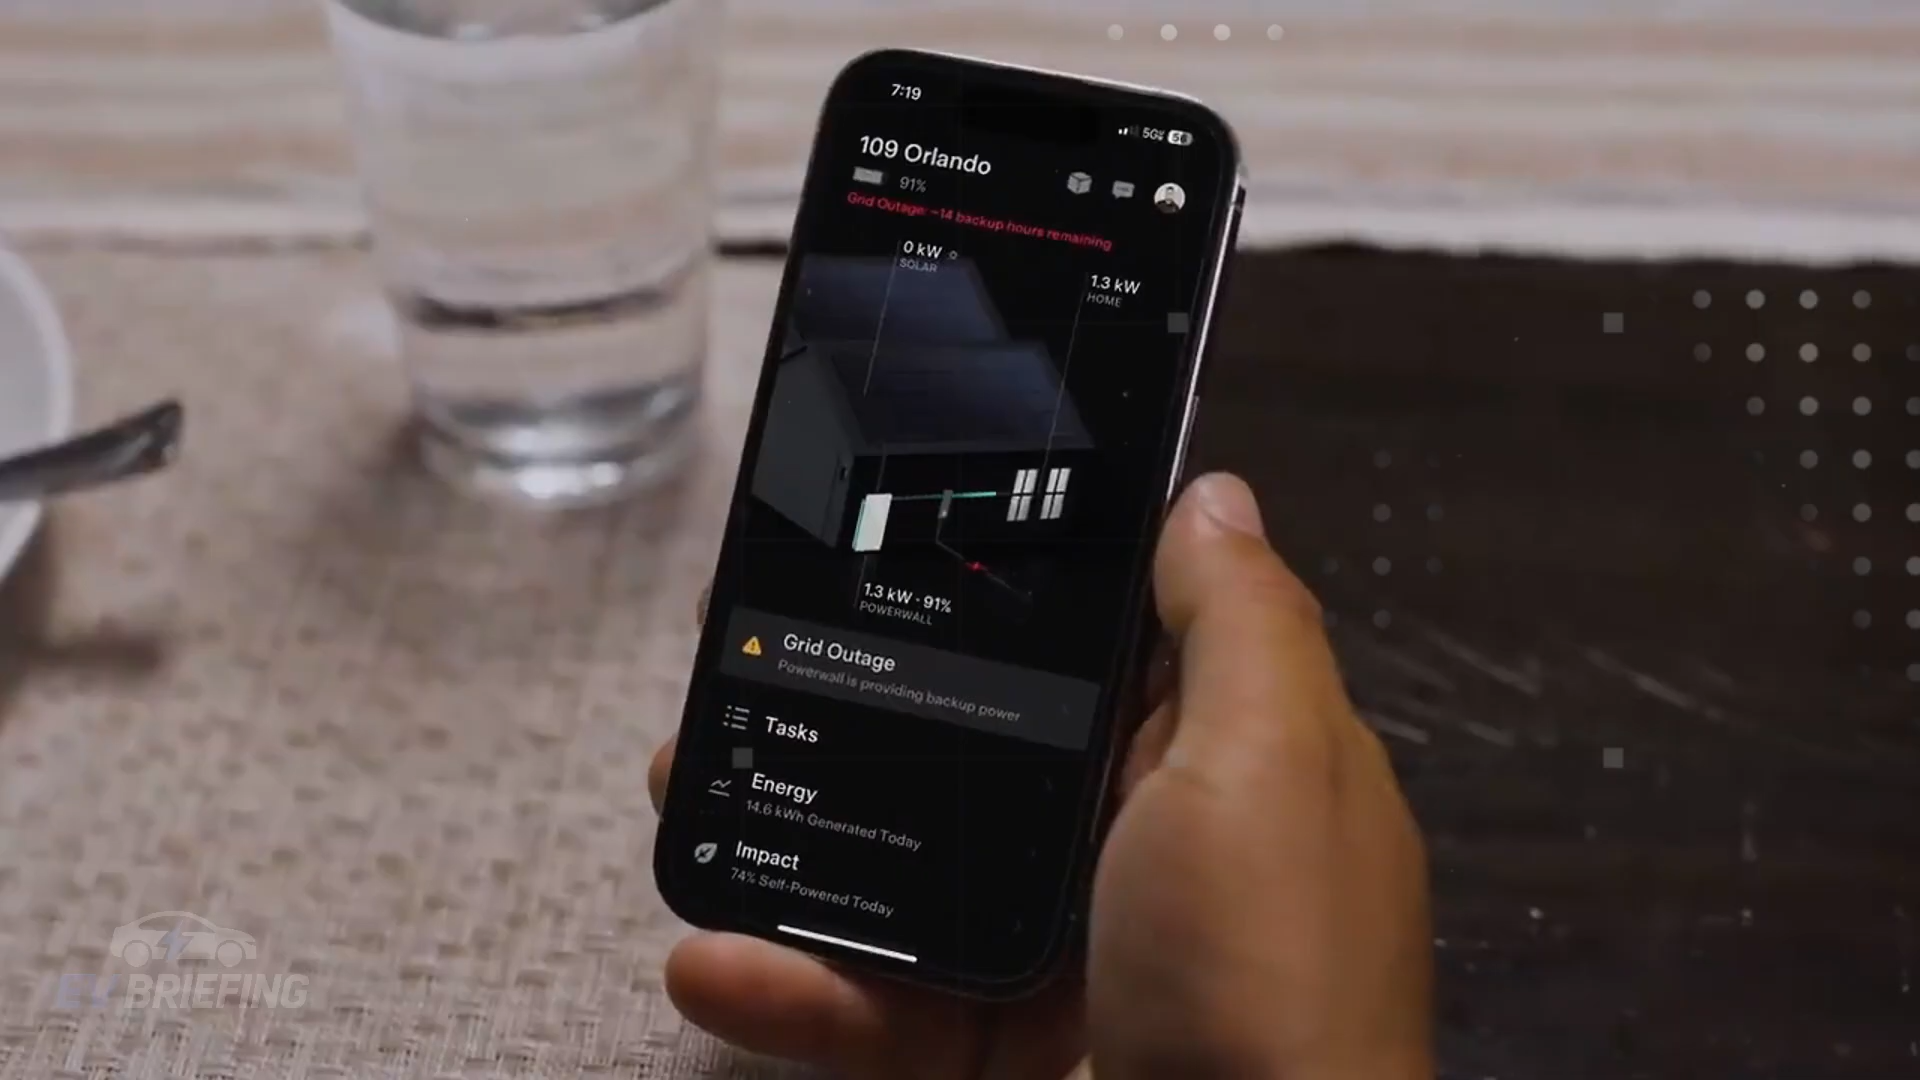 7:19
5G 56
109 Orlando
91%
Grid Outage: ~14 backup hours remaining
0 kW
SOLAR
1.3 kW
HOME
1.3 kW · 91%
POWERWALL
Grid Outage
Powerwall is providing backup power
Tasks
Energy
14.6 kWh Generated Today
Impact
74% Self-Powered Today
EV BRIEFING